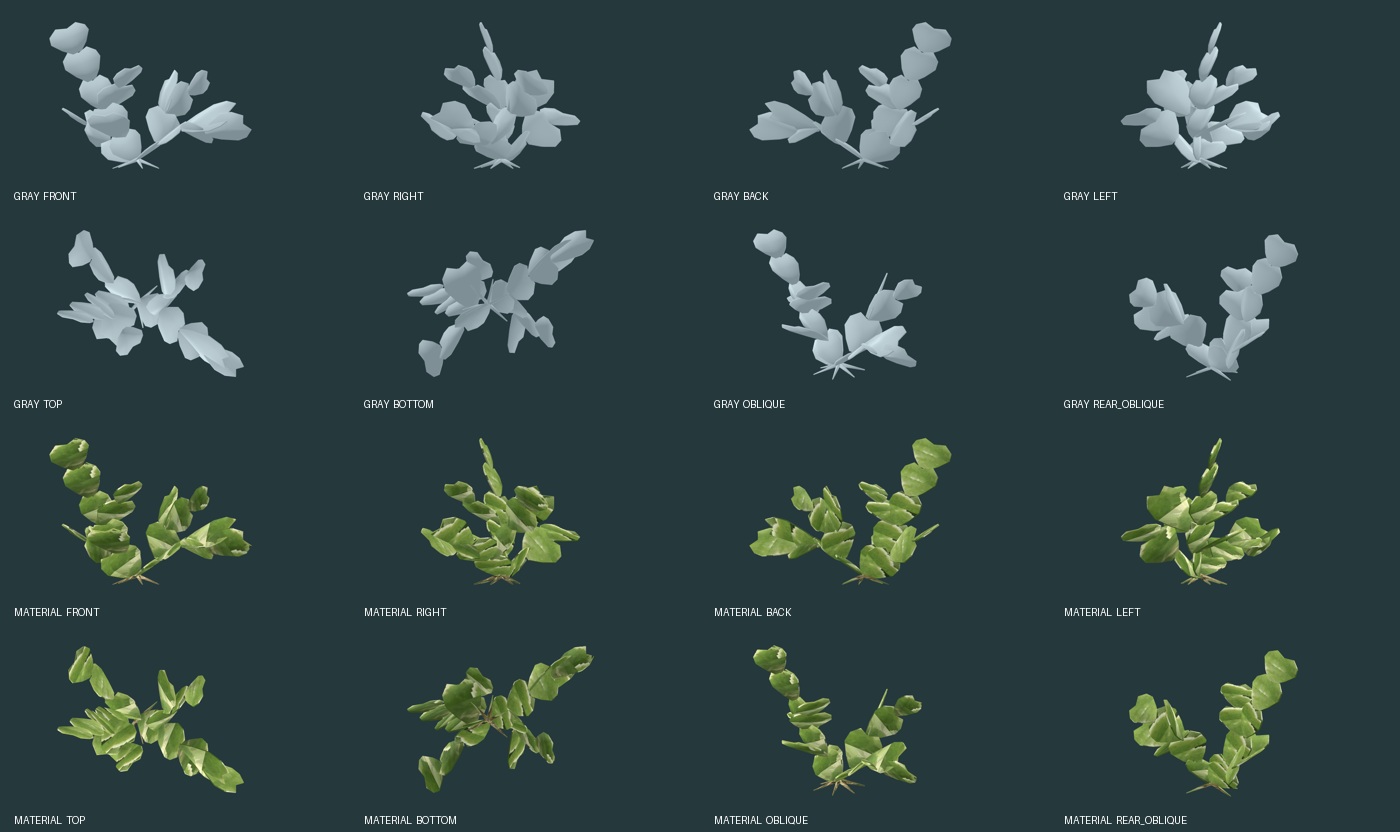 GRAY FRONT
GRAY RIGHT
GRAY BACK
GRAY LEFT
GRAY TOP
GRAY BOTTOM
GRAY OBLIQUE
GRAY REAR_OBLIQUE
MATERIAL FRONT
MATERIAL RIGHT
MATERIAL BACK
MATERIAL LEFT
MATERIAL TOP
MATERIAL BOTTOM
MATERIAL OBLIQUE
MATERIAL REAR_OBLIQUE